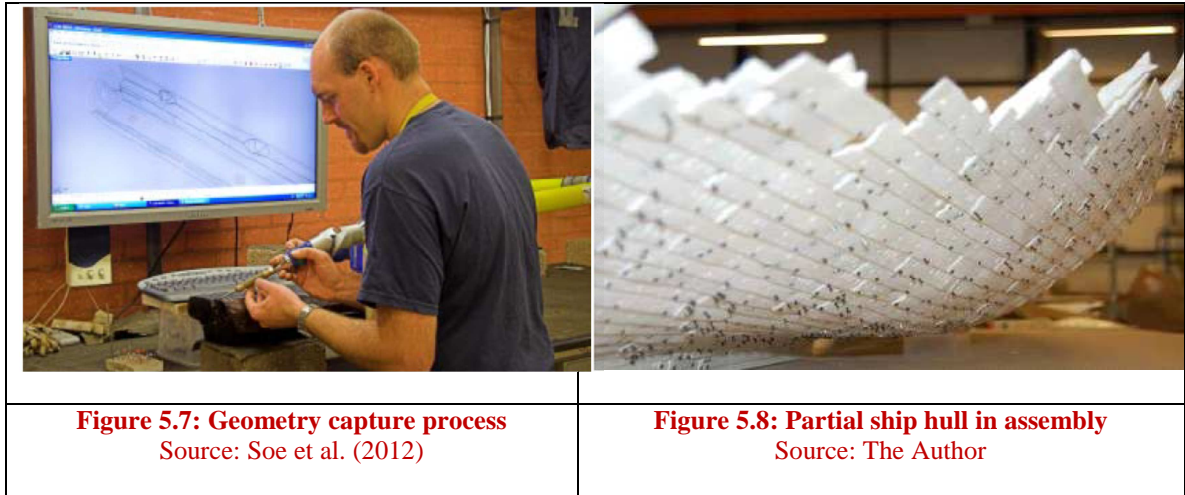 Figure 5.7: Geometry capture process
Source: Soe et al. (2012)
Figure 5.8: Partial ship hull in assembly
Source: The Author